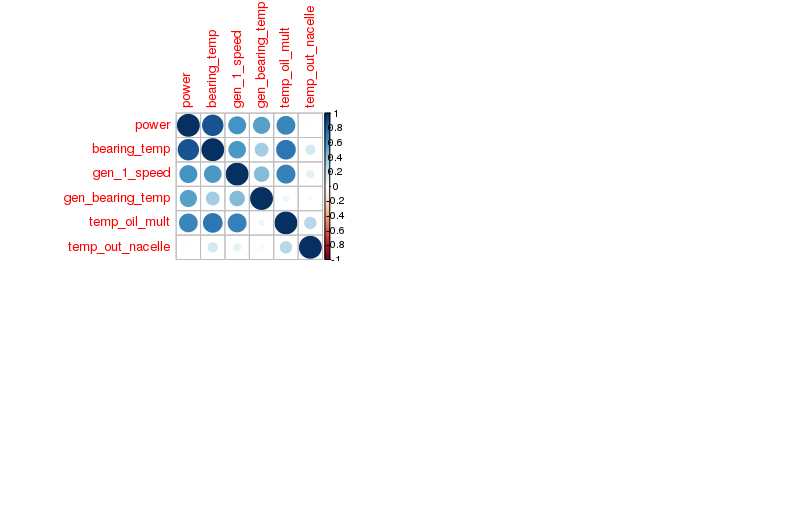 power
bearing_temp
gen_1_speed
gen_bearing_temp
temp_oil_mult
temp_out_nacelle
power
bearing_temp
gen_1_speed
gen_bearing_temp
temp_oil_mult
temp_out_nacelle
1
0.8
0.6
0.4
0.2
0
-0.2
-0.4
-0.6
-0.8
-1